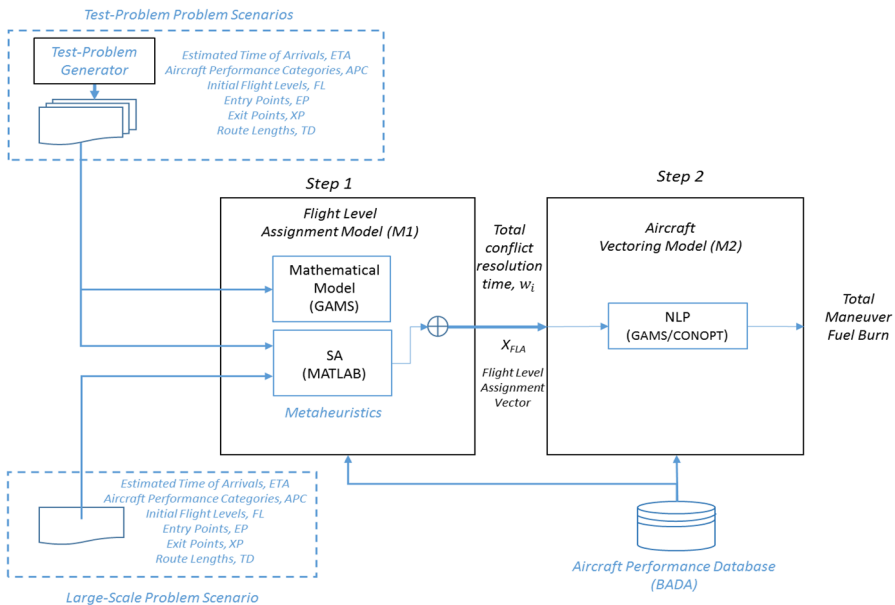 Test-Problem Problem Scenarios
Test-Problem
Generator
Estimated Time of Arrivals, ETA
Aircraft Performance Categories, APC
Initial Flight Levels, FL
Entry Points, EP
Exit Points, XP
Route Lengths, TD
Step 1
Flight Level
Assignment Model (M1)
Mathematical
Model
(GAMS)
SA
(MATLAB)
Metaheuristics
Total
conflict
resolution
time, wᵢ
X_FLA
Flight Level
Assignment
Vector
Step 2
Aircraft
Vectoring Model (M2)
NLP
(GAMS/CONOPT)
Total
Maneuver
Fuel Burn
Estimated Time of Arrivals, ETA
Aircraft Performance Categories, APC
Initial Flight Levels, FL
Entry Points, EP
Exit Points, XP
Route Lengths, TD
Large-Scale Problem Scenario
Aircraft Performance Database
(BADA)